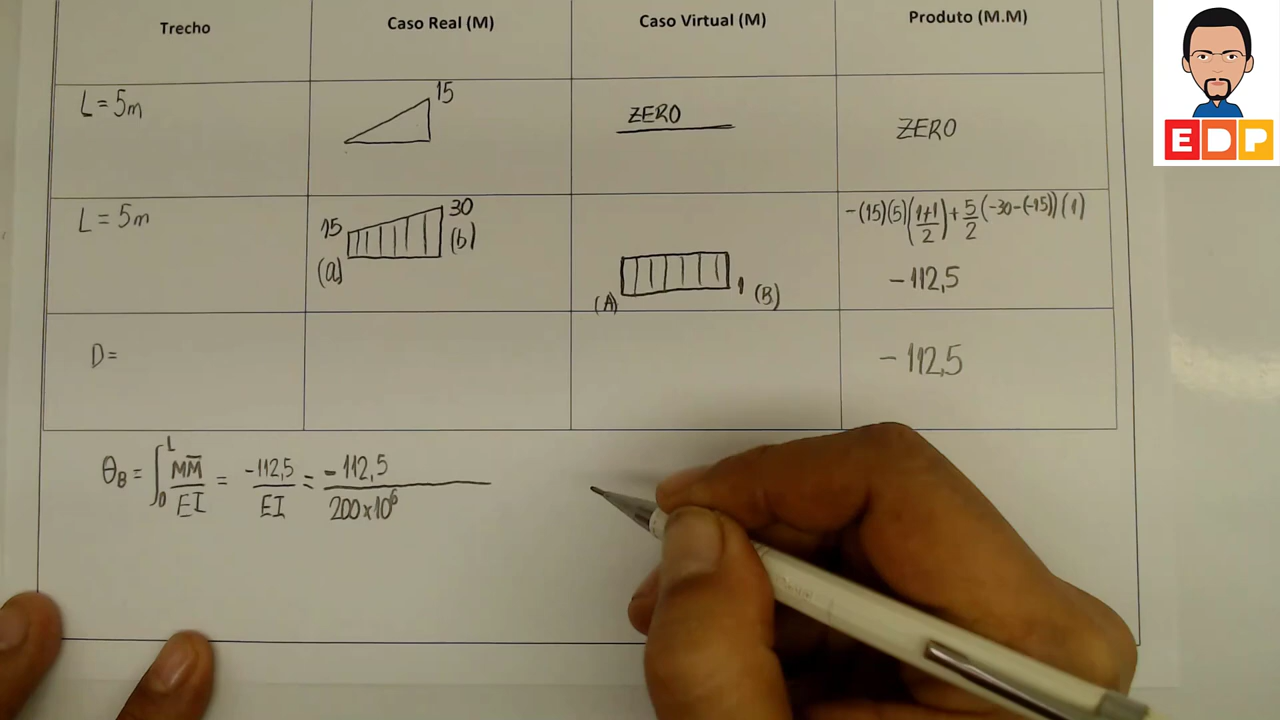 Trecho Caso Real (M) Caso Virtual (M) Produto (M.M)
L = 5m 15 ZERO ZERO
L = 5m 15 (a) 30 (b) (A) 1 (B) -(15)(5)(1+1/2)+5/2(-30-(-15))(1)
-112,5
D= -112,5
θB = ∫0^L MM̅/EI = -112,5/EI = -112,5/200x10⁶
EDP